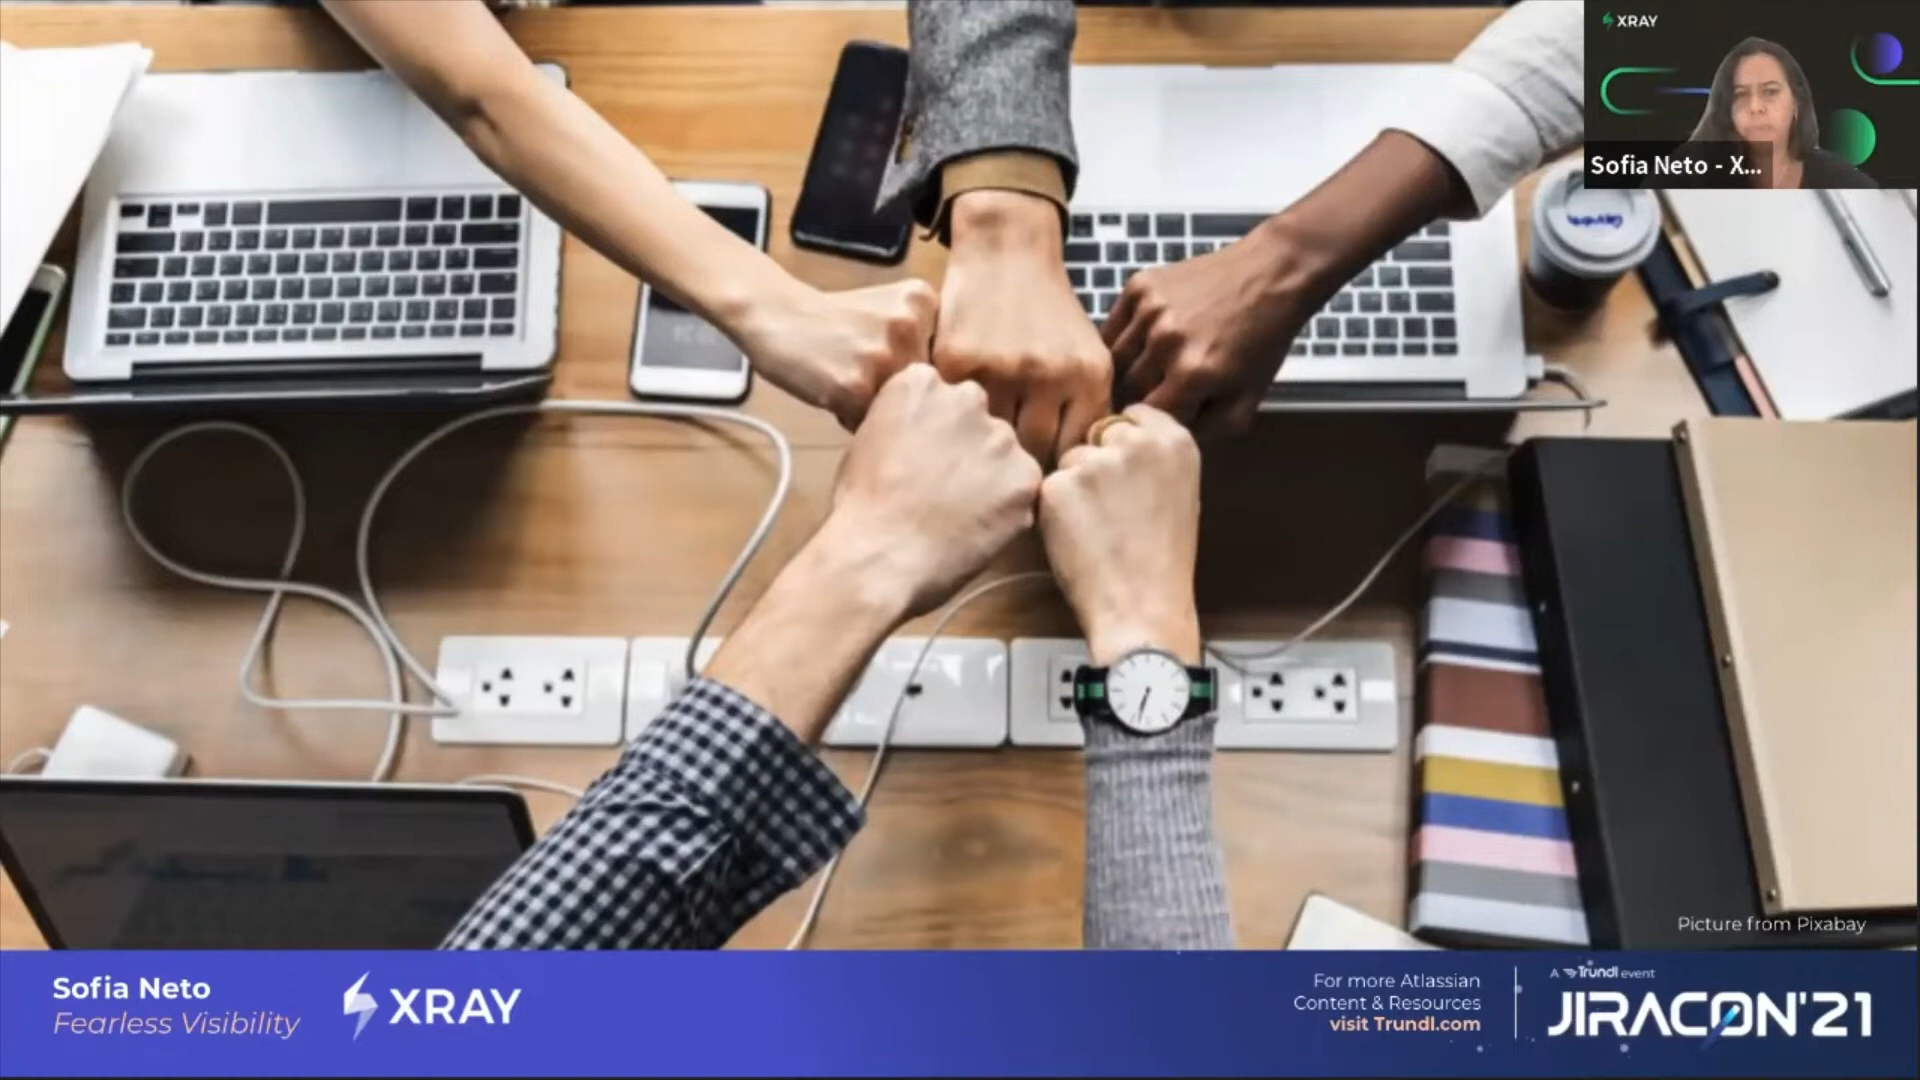 XRAY
Sofia Neto - X...
Picture from Pixabay
Sofia Neto
Fearless Visibility
XRAY
For more Atlassian
Content & Resources
visit Trundl.com
A Trundl event
JIRACON'21